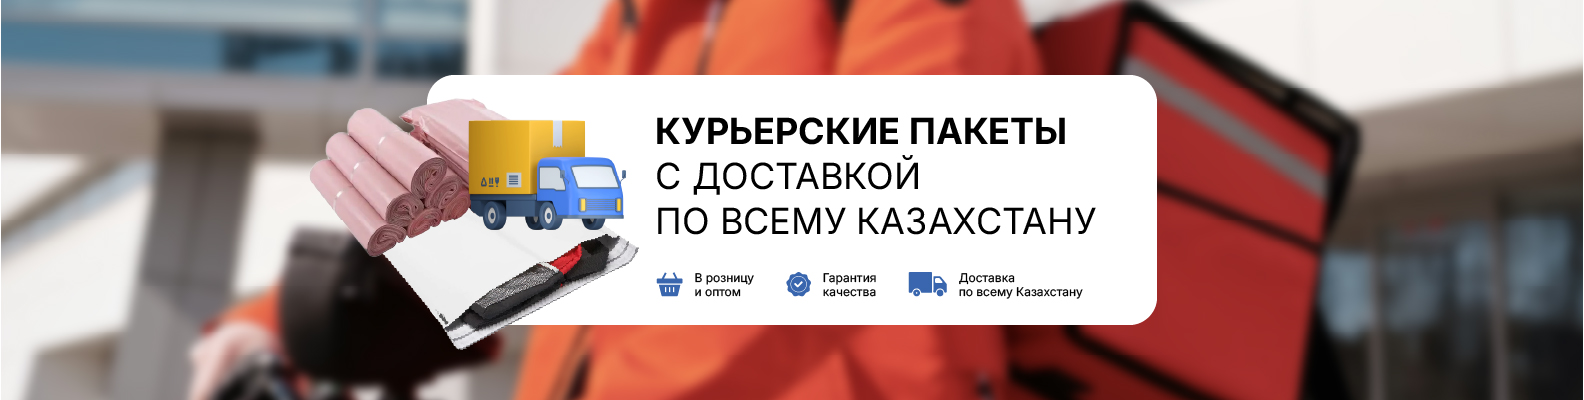 КУРЬЕРСКИЕ ПАКЕТЫ
С ДОСТАВКОЙ
ПО ВСЕМУ КАЗАХСТАНУ
В розницу
и оптом
Гарантия
качества
Доставка
по всему Казахстану